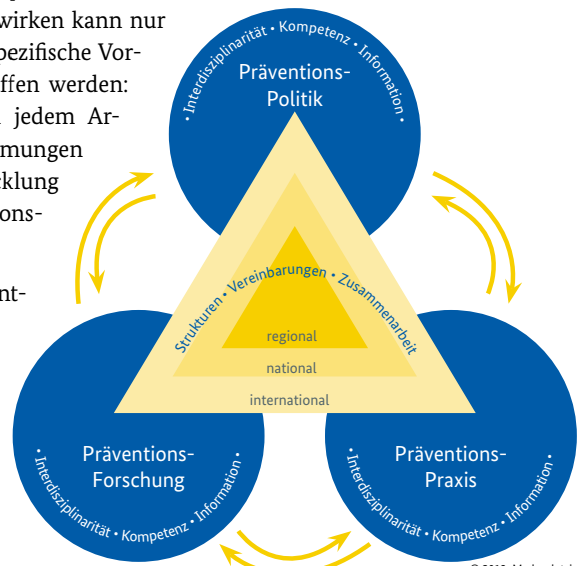 wirken kann nur
pezifische Vor-
ffen werden:
jedem Ar-
mungen
cklung
ons-
nt-
• Interdisziplinarität • Kompetenz • Information •
Präventions-
Politik
Strukturen • Vereinbarungen • Zusammenarbeit
regional
national
international
Präventions-
Forschung
• Interdisziplinarität • Kompetenz • Information •
Präventions-
Praxis
• Interdisziplinarität • Kompetenz • Information •